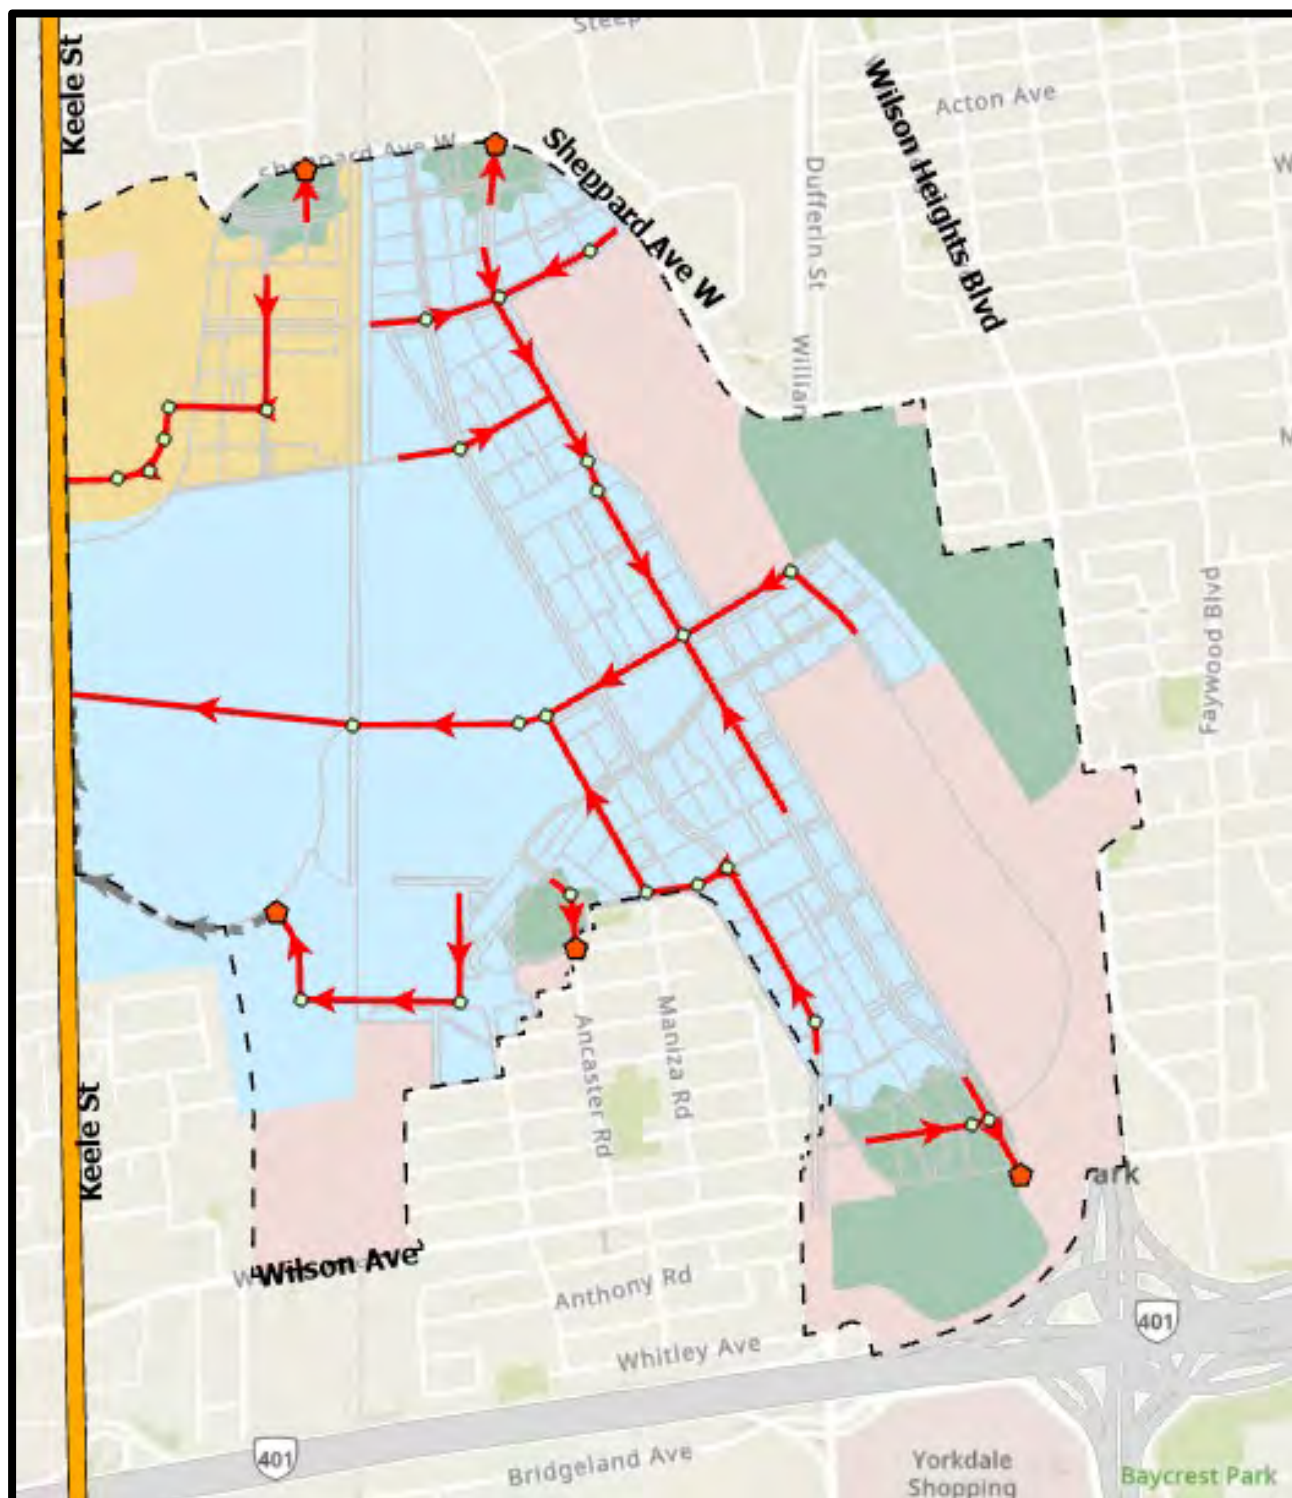 Keele St
Acton Ave
Wilson Heights Blvd
Sheppard Ave W
Sheppard Ave W
Dufferin St
Faywood Blvd
Keele St
Ancaster Rd
Maniza Rd
ark
Wilson Ave
Anthony Rd
Whitley Ave
401
401
Bridgeland Ave
Yorkdale
Shopping
Baycrest Park